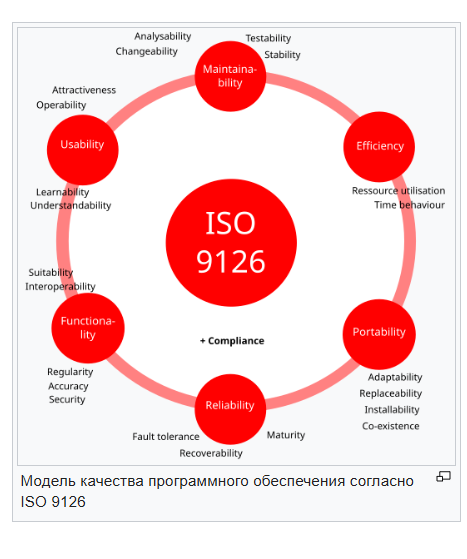 Analysability
Testability
Changeability
Stability
Maintaina-
bility
Attractiveness
Operability
Usability
Efficiency
Learnability
Understandability
Ressource utilisation
Time behaviour
ISO
9126
Suitability
Interoperability
Functiona-
lity
+ Compliance
Portability
Regularity
Accuracy
Security
Adaptability
Replaceability
Installability
Co-existence
Reliability
Fault tolerance
Maturity
Recoverability
Модель качества программного обеспечения согласно
ISO 9126